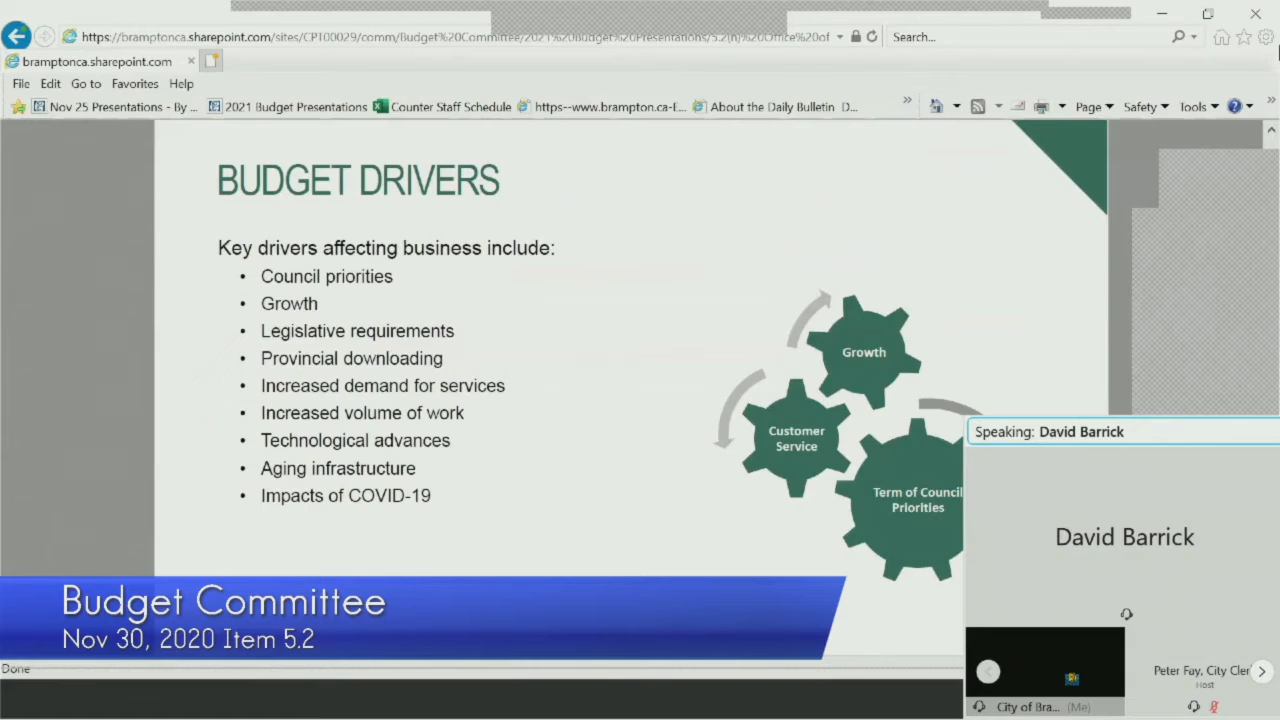 https://bramptonca.sharepoint.com/sites/CPT00029/comm/Budget%20Committee/2021%20Budget%20Presentations/5.2(h)%20Office%20of
Search...
bramptonca.sharepoint.com
File Edit Go to Favorites Help
Nov 25 Presentations - By ... 2021 Budget Presentations Counter Staff Schedule https--www.brampton.ca-E... About the Daily Bulletin D...
Page Safety Tools
BUDGET DRIVERS
Key drivers affecting business include:
• Council priorities
• Growth
• Legislative requirements
• Provincial downloading
• Increased demand for services
• Increased volume of work
• Technological advances
• Aging infrastructure
• Impacts of COVID-19
Growth
Customer
Service
Term of Council
Priorities
Speaking: David Barrick
David Barrick
Peter Fay, City Cler
Host
City of Bra... (Me)
Budget Committee
Nov 30, 2020 Item 5.2
Done